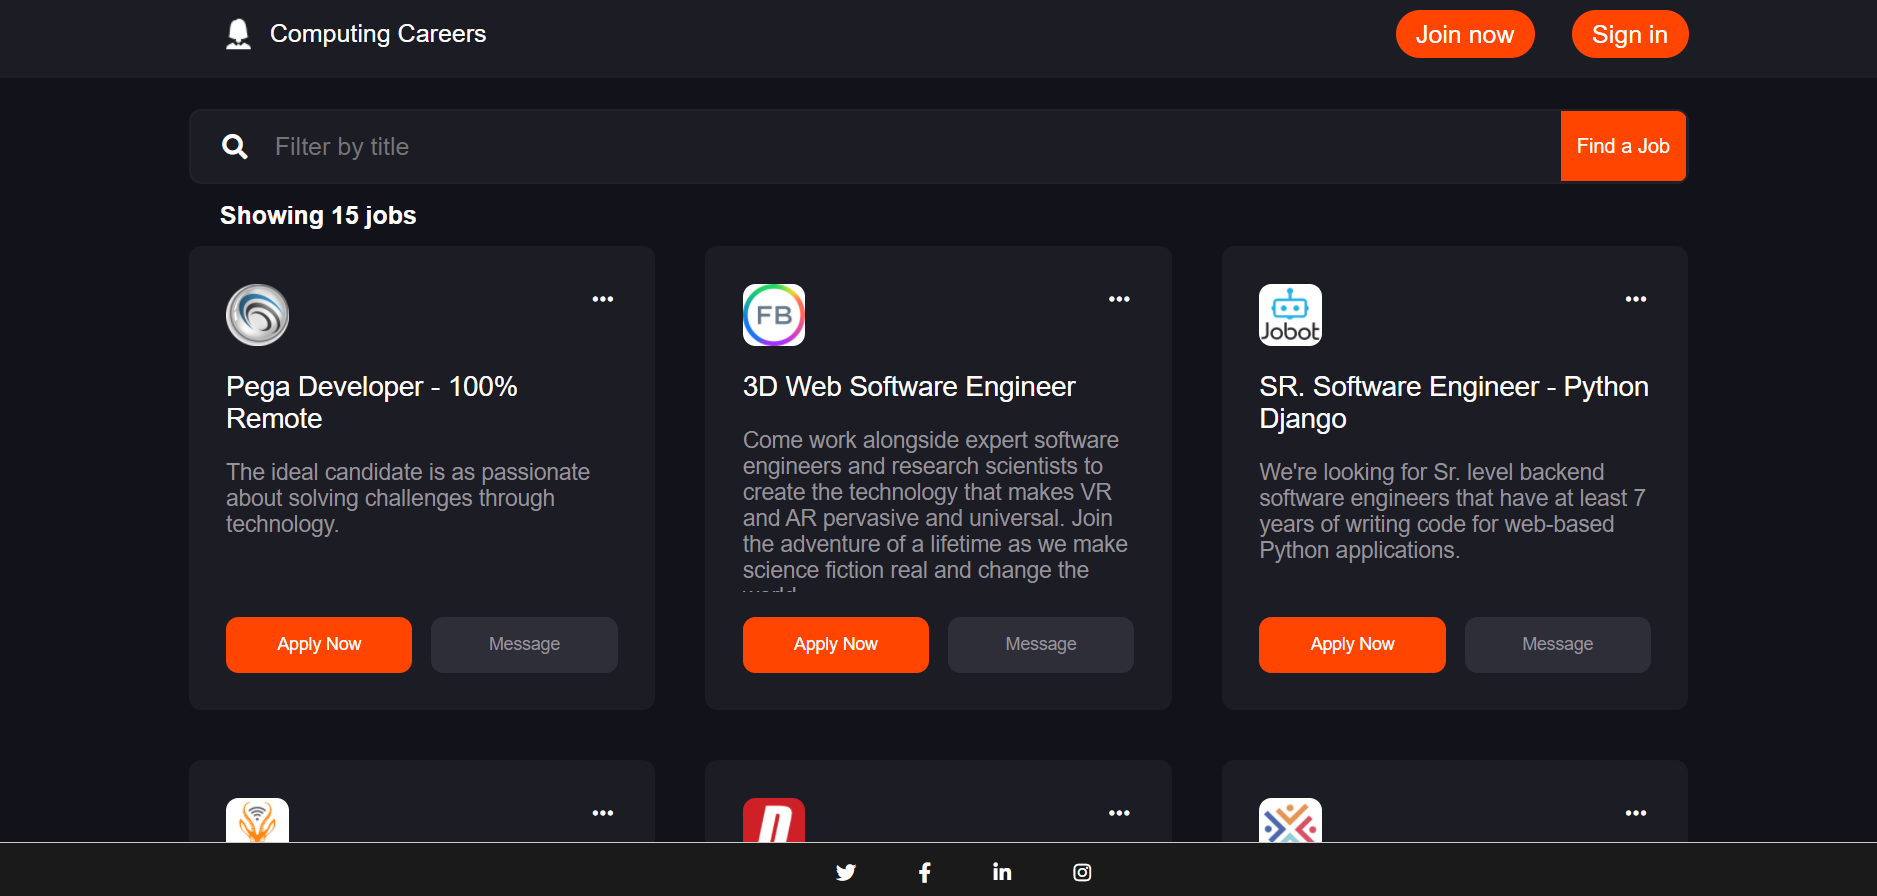 Computing Careers
Join now
Sign in
Filter by title
Find a Job
Showing 15 jobs
Pega Developer - 100%
Remote
The ideal candidate is as passionate
about solving challenges through
technology.
Apply Now
Message
FB
3D Web Software Engineer
Come work alongside expert software
engineers and research scientists to
create the technology that makes VR
and AR pervasive and universal. Join
the adventure of a lifetime as we make
science fiction real and change the
Apply Now
Message
Jobot
SR. Software Engineer - Python
Django
We're looking for Sr. level backend
software engineers that have at least 7
years of writing code for web-based
Python applications.
Apply Now
Message